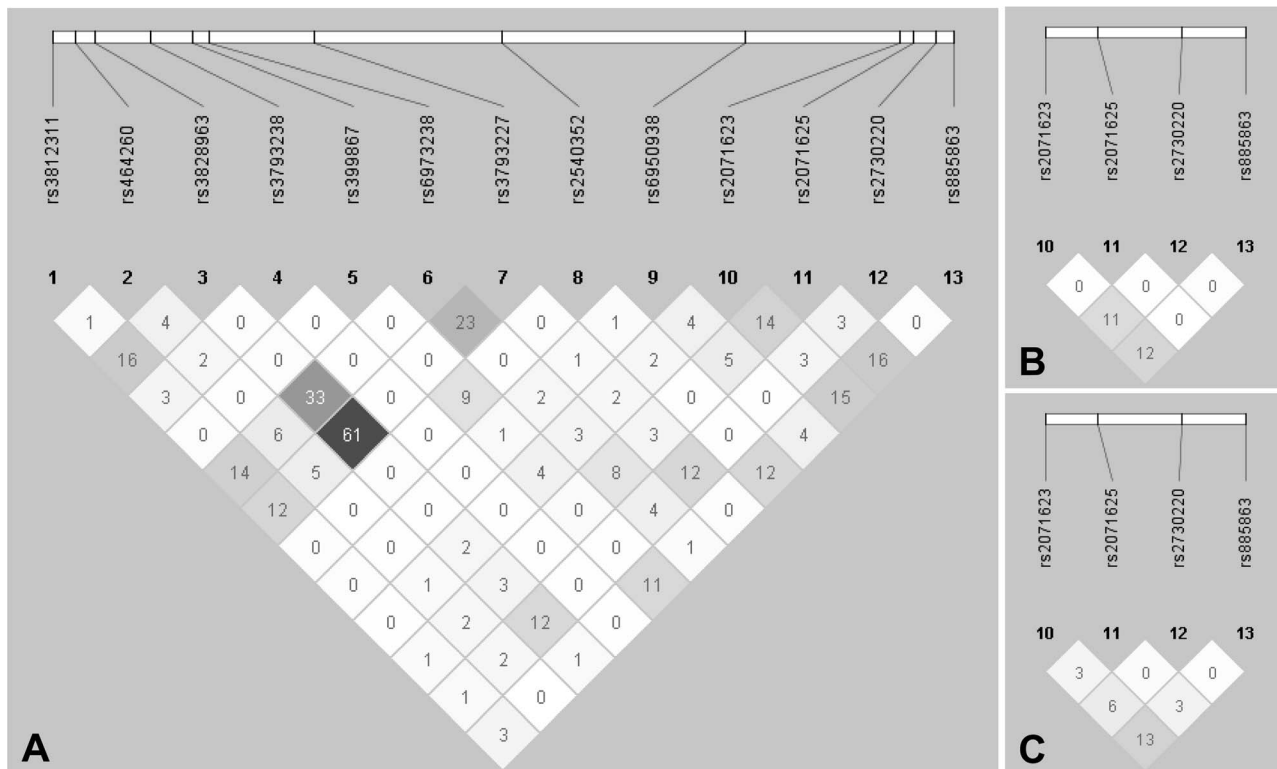 rs3812311
rs464260
rs3828963
rs3793238
rs399867
rs6973238
rs3793227
rs2540352
rs6950938
rs2071623
rs2071625
rs2730220
rs885863
1 2 3 4 5 6 7 8 9 10 11 12 13
1 4 0 0 0 23 0 1 4 14 3 0
16 2 0 0 0 0 1 2 5 3 16
3 0 33 0 9 2 2 0 0 15
0 6 61 0 1 3 3 0 4
14 5 0 0 4 8 12 12
12 0 0 0 0 4 0
0 0 2 0 0 1
0 1 3 0 11
0 2 12 0
1 2 1
1 0
3
A
rs2071623
rs2071625
rs2730220
rs885863
10 11 12 13
0 0 0
11 0
12
B
rs2071623
rs2071625
rs2730220
rs885863
10 11 12 13
3 0 0
6 3
13
C